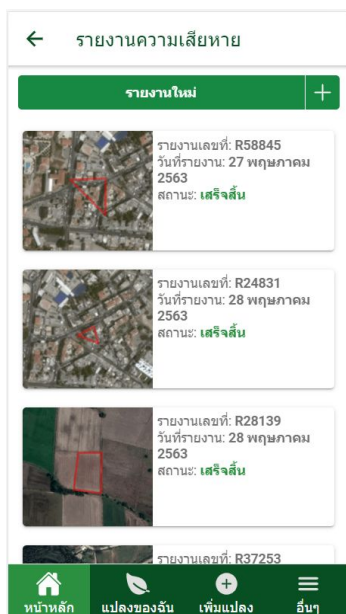 รายงานความเสียหาย
รายงานใหม่
รายงานเลขที่: R58845
วันที่รายงาน: 27 พฤษภาคม
2563
สถานะ: เสร็จสิ้น
รายงานเลขที่: R24831
วันที่รายงาน: 28 พฤษภาคม
2563
สถานะ: เสร็จสิ้น
รายงานเลขที่: R28139
วันที่รายงาน: 28 พฤษภาคม
2563
สถานะ: เสร็จสิ้น
รายงานเลขที่: R37253
หน้าหลัก แปลงของฉัน เพิ่มแปลง อื่นๆ